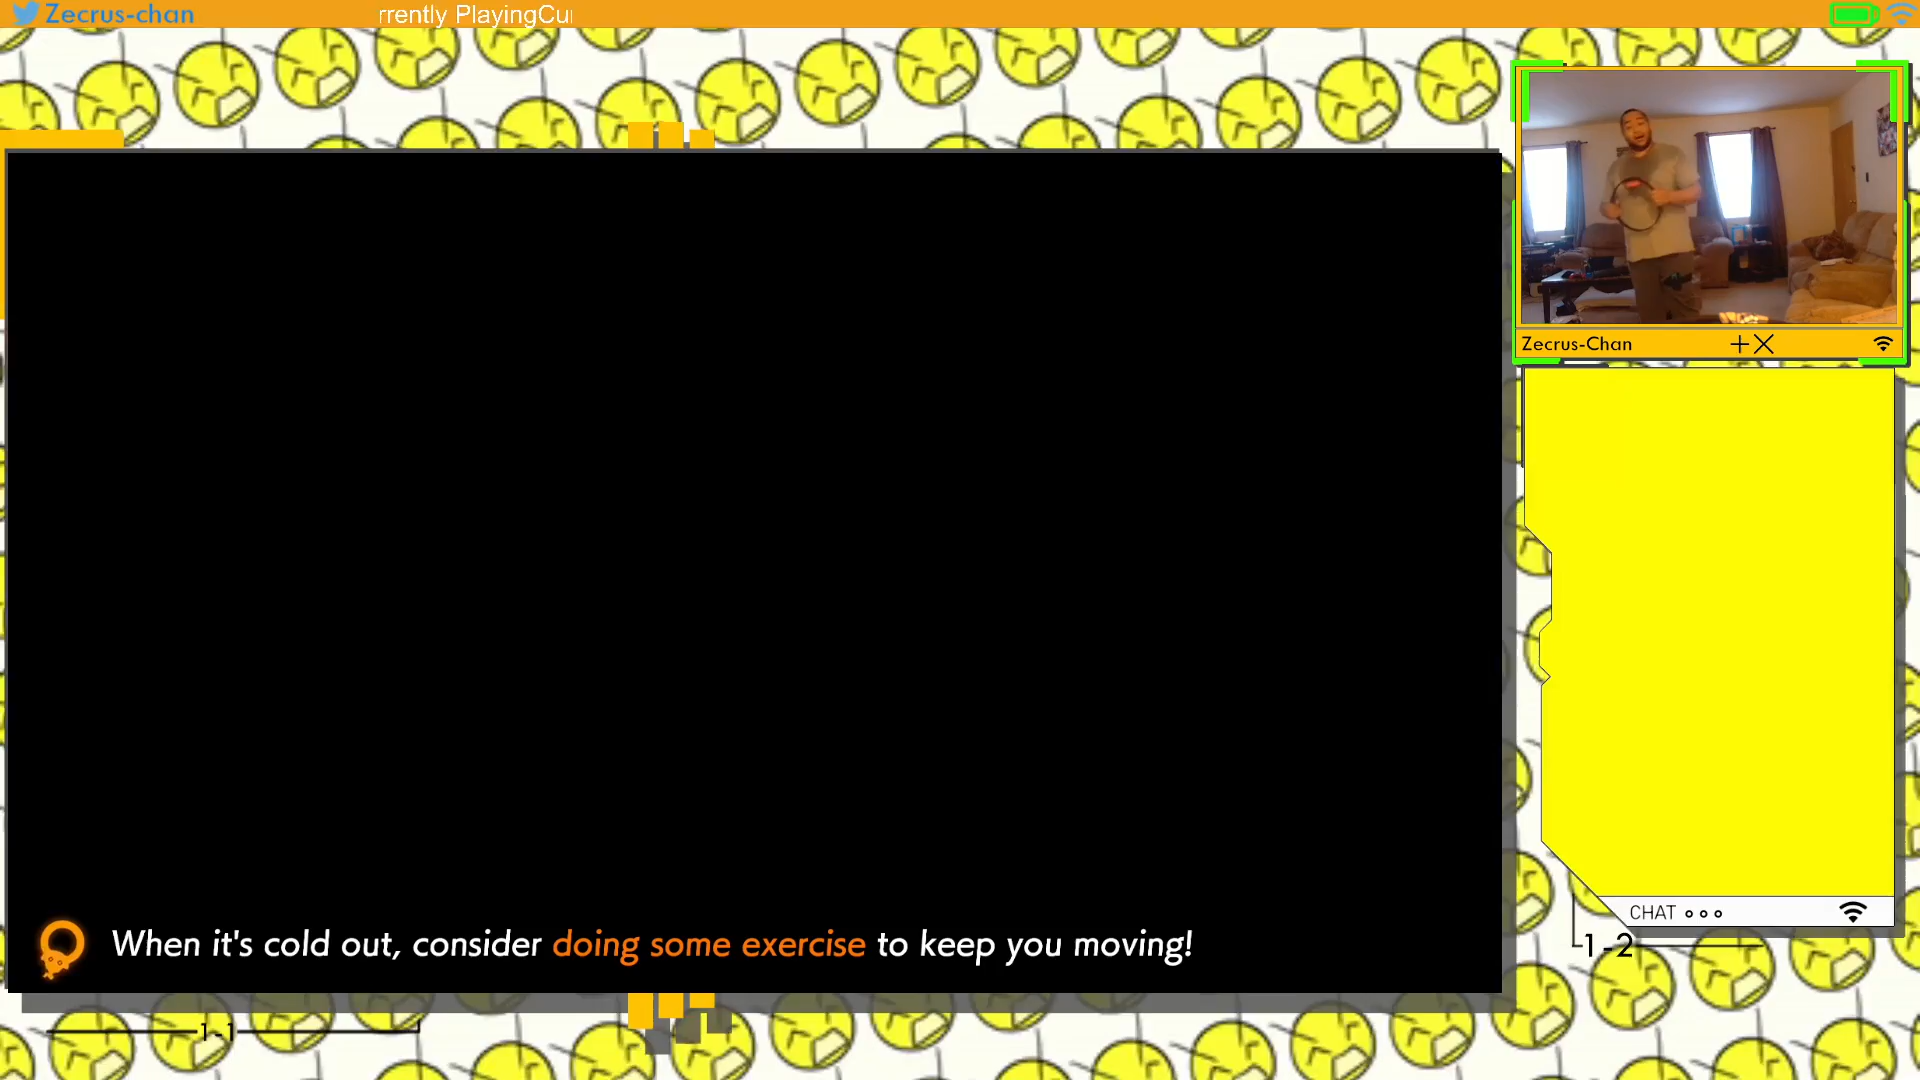 Zecrus-chan
rrently PlayingCu
Zecrus-Chan
When it's cold out, consider doing some exercise to keep you moving!
CHAT
1-2
1-1